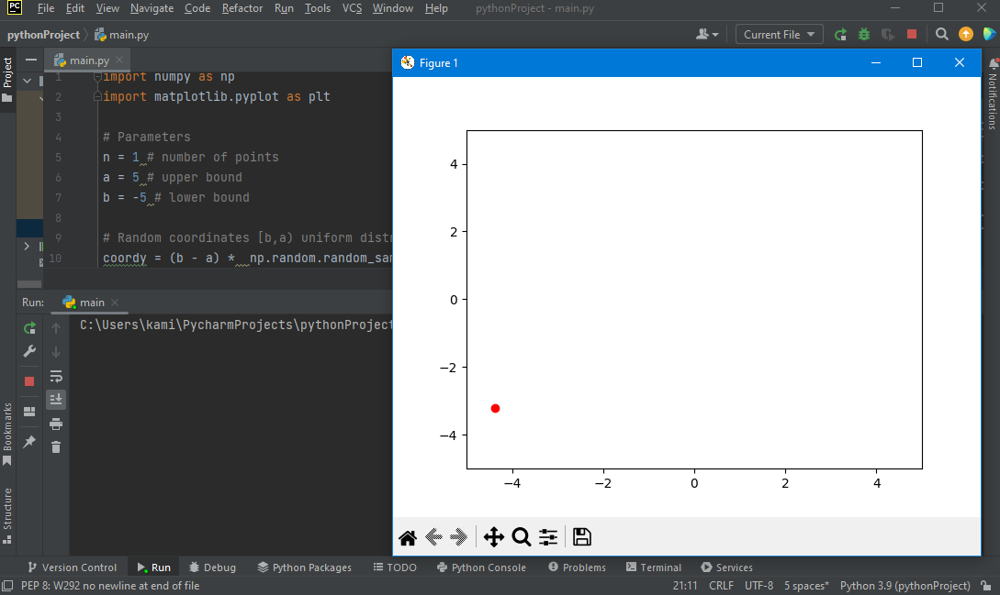 PC File Edit View Navigate Code Refactor Run Tools VCS Window Help pythonProject - main.py
pythonProject main.py Current File
Project
main.py
1 import numpy as np
2 import matplotlib.pyplot as plt
3
4 # Parameters
5 n = 1 # number of points
6 a = 5 # upper bound
7 b = -5 # lower bound
8
9 # Random coordinates [b,a) uniform distu
10 coordy = (b - a) * np.random.random_sam
Figure 1
4
2
0
−2
−4
−4 −2 0 2 4
Notifications
Run: main
C:\Users\kami\PycharmProjects\pythonProject
Bookmarks
Structure
Version Control Run Debug Python Packages TODO Python Console Problems Terminal Services
PEP 8: W292 no newline at end of file 21:11 CRLF UTF-8 5 spaces* Python 3.9 (pythonProject)